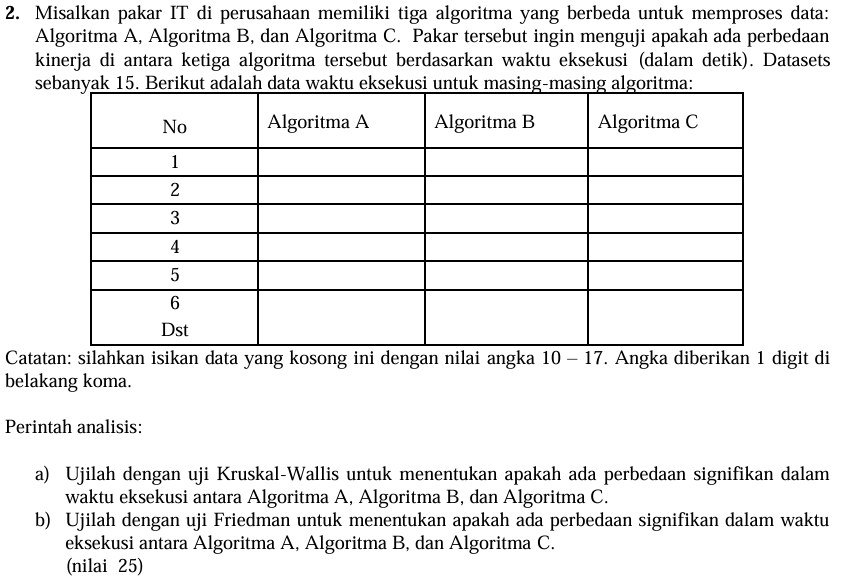 2. Misalkan pakar IT di perusahaan memiliki tiga algoritma yang berbeda untuk memproses data:
Algoritma A, Algoritma B, dan Algoritma C. Pakar tersebut ingin menguji apakah ada perbedaan
kinerja di antara ketiga algoritma tersebut berdasarkan waktu eksekusi (dalam detik). Datasets
sebanyak 15. Berikut adalah data waktu eksekusi untuk masing-masing algoritma:
No Algoritma A Algoritma B Algoritma C
1
2
3
4
5
6
Dst
Catatan: silahkan isikan data yang kosong ini dengan nilai angka 10 – 17. Angka diberikan 1 digit di
belakang koma.
Perintah analisis:
a) Ujilah dengan uji Kruskal-Wallis untuk menentukan apakah ada perbedaan signifikan dalam
waktu eksekusi antara Algoritma A, Algoritma B, dan Algoritma C.
b) Ujilah dengan uji Friedman untuk menentukan apakah ada perbedaan signifikan dalam waktu
eksekusi antara Algoritma A, Algoritma B, dan Algoritma C.
(nilai 25)